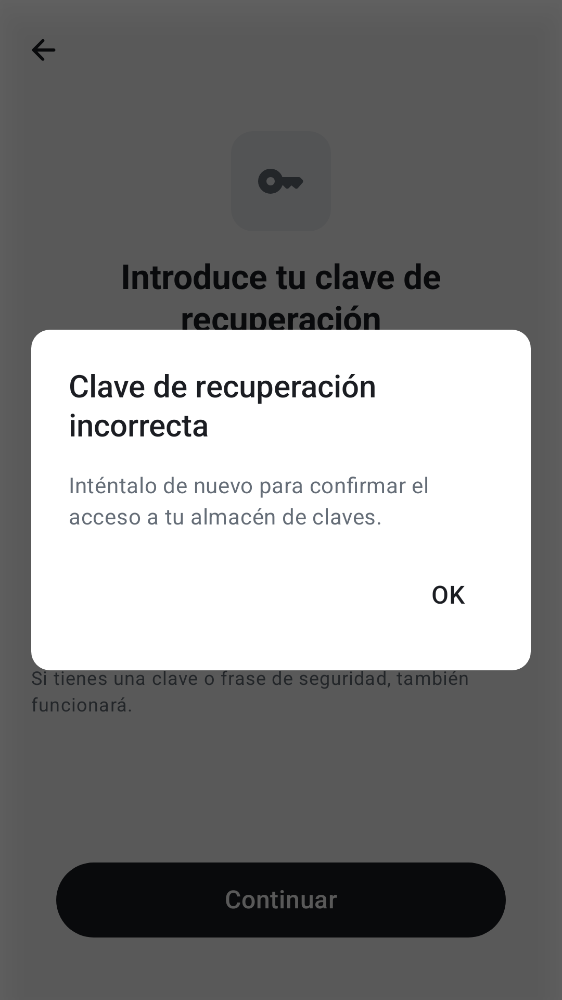 Introduce tu clave de
recuperación
Clave de recuperación
incorrecta
Inténtalo de nuevo para confirmar el
acceso a tu almacén de claves.
OK
Si tienes una clave o frase de seguridad, también
funcionará.
Continuar